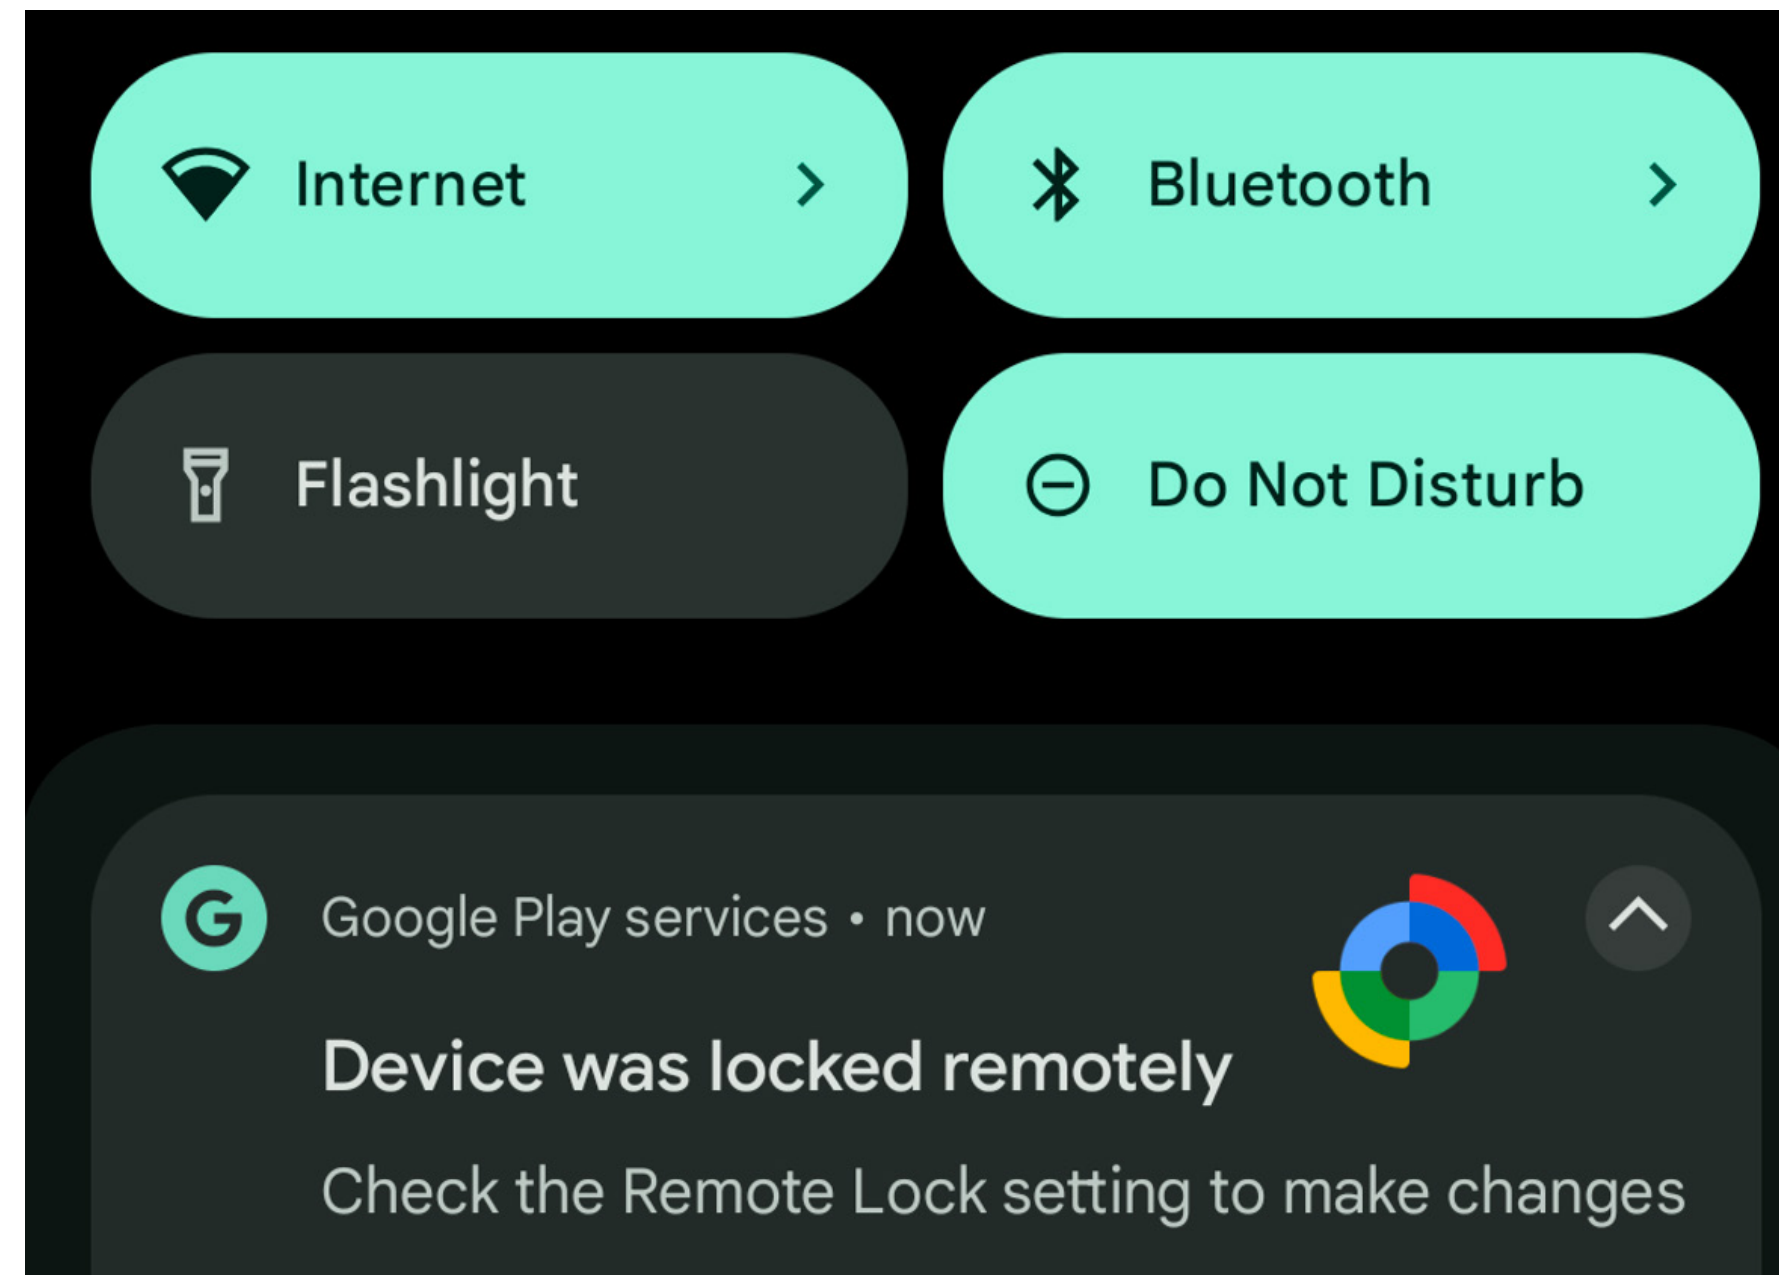 Internet
Bluetooth
Flashlight
Do Not Disturb
G
Google Play services • now
Device was locked remotely
Check the Remote Lock setting to make changes